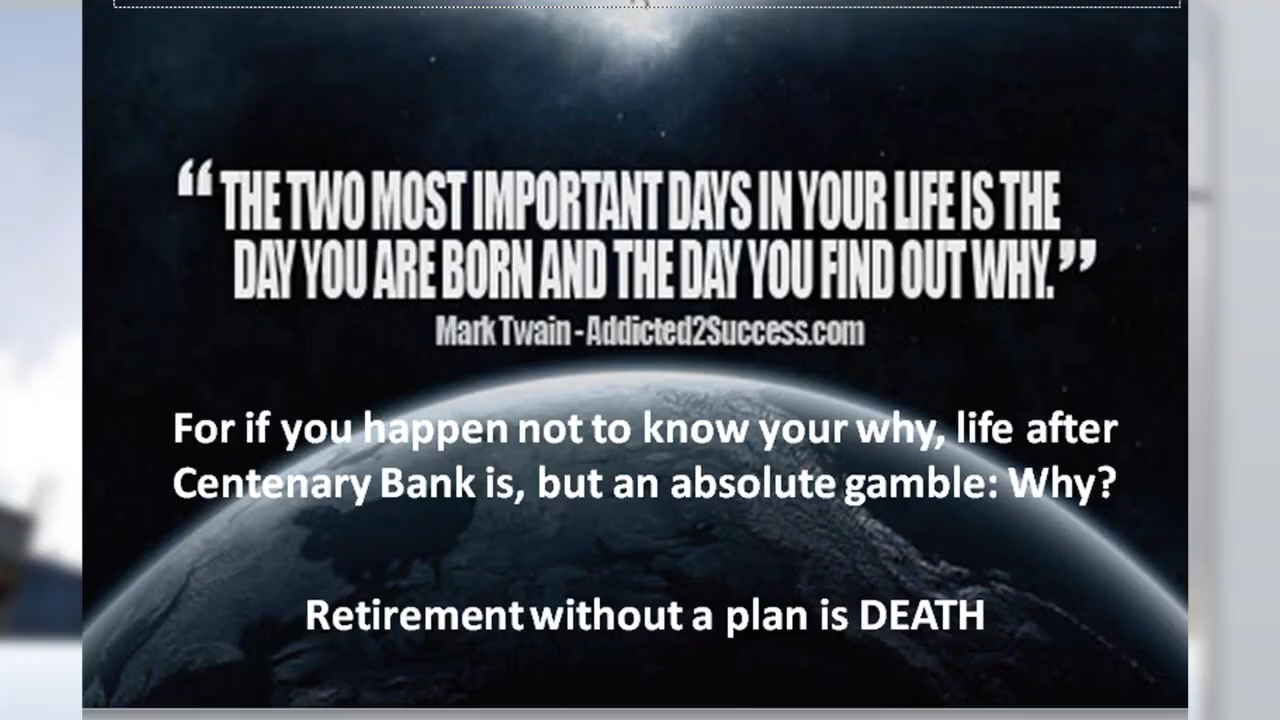 “ THE TWO MOST IMPORTANT DAYS IN YOUR LIFE IS THE
DAY YOU ARE BORN AND THE DAY YOU FIND OUT WHY.”
Mark Twain - Addicted2Success.com
For if you happen not to know your why, life after
Centenary Bank is, but an absolute gamble: Why?
Retirement without a plan is DEATH